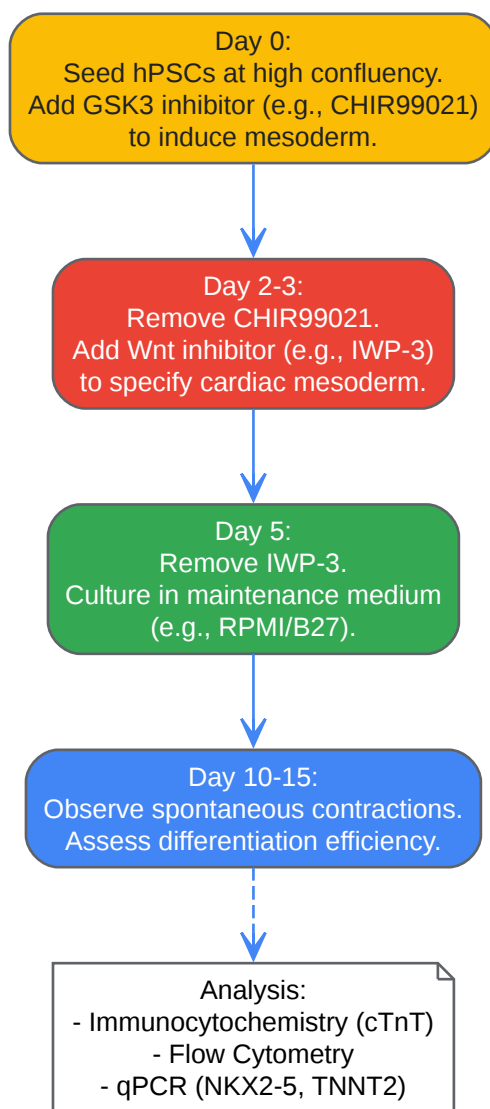 Day 0:
Seed hPSCs at high confluency.
Add GSK3 inhibitor (e.g., CHIR99021)
to induce mesoderm.
Day 2-3:
Remove CHIR99021.
Add Wnt inhibitor (e.g., IWP-3)
to specify cardiac mesoderm.
Day 5:
Remove IWP-3.
Culture in maintenance medium
(e.g., RPMI/B27).
Day 10-15:
Observe spontaneous contractions.
Assess differentiation efficiency.
Analysis:
- Immunocytochemistry (cTnT)
- Flow Cytometry
- qPCR (NKX2-5, TNNT2)